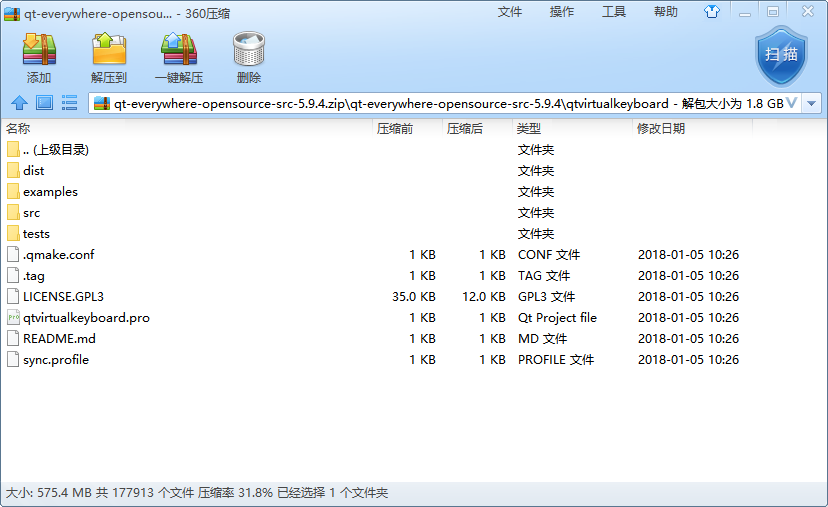 qt-everywhere-opensou... - 360压缩
文件 操作 工具 帮助
添加 解压到 一键解压 删除
扫描
qt-everywhere-opensource-src-5.9.4.zip\qt-everywhere-opensource-src-5.9.4\qtvirtualkeyboard - 解包大小为 1.8 GB
名称 压缩前 压缩后 类型 修改日期
.. (上级目录) 文件夹
dist 文件夹
examples 文件夹
src 文件夹
tests 文件夹
.qmake.conf 1 KB 1 KB CONF 文件 2018-01-05 10:26
.tag 1 KB 1 KB TAG 文件 2018-01-05 10:26
LICENSE.GPL3 35.0 KB 12.0 KB GPL3 文件 2018-01-05 10:26
qtvirtualkeyboard.pro 1 KB 1 KB Qt Project file 2018-01-05 10:26
README.md 1 KB 1 KB MD 文件 2018-01-05 10:26
sync.profile 1 KB 1 KB PROFILE 文件 2018-01-05 10:26
大小: 575.4 MB 共 177913 个文件 压缩率 31.8% 已经选择 1 个文件夹